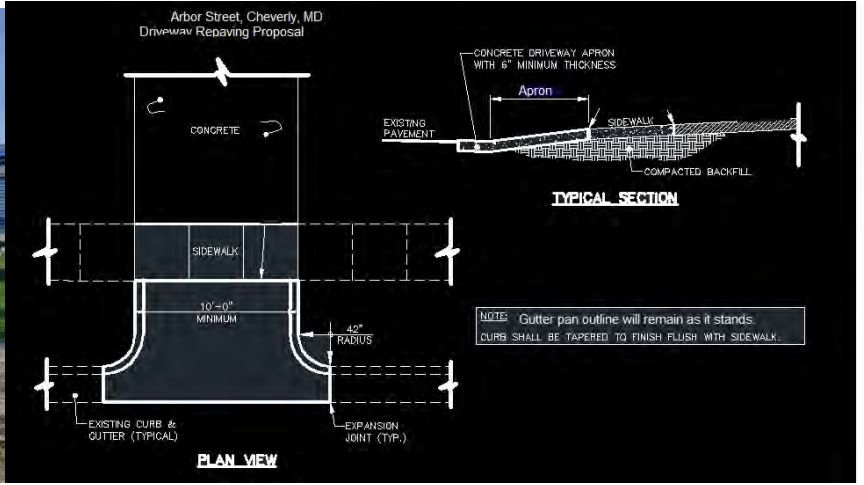 Arbor Street, Cheverly, MD
Driveway Repaving Proposal
CONCRETE
SIDEWALK
10'-0"
MINIMUM
42"
RADIUS
EXISTING CURB &
GUTTER (TYPICAL)
EXPANSION
JOINT (TYP.)
PLAN VIEW
CONCRETE DRIVEWAY APRON
WITH 6" MINIMUM THICKNESS
Apron
EXISTING
PAVEMENT
SIDEWALK
COMPACTED BACKFILL
TYPICAL SECTION
NOTE: Gutter pan outline will remain as it stands.
CURB SHALL BE TAPERED TO FINISH FLUSH WITH SIDEWALK.